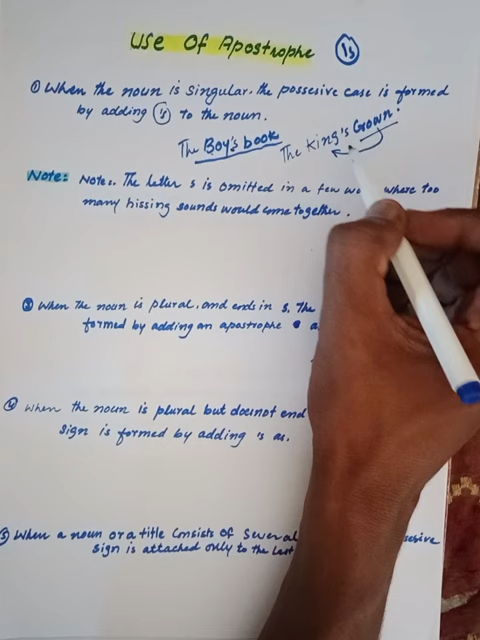 Use Of Apostrophe 's
① When the noun is singular. the possesive case is formed
by adding 's to the noun.
The Boy's book The King's Crown.
Note: Note:. The letter s is omitted in a few where too
many hissing sounds would come together.
③ When the noun is plural. and ends in s. The
formed by adding an apostrophe
④ When the noun is plural but doesnot end
sign is formed by adding 's as.
⑤ When a noun or a title Consists of Several
sign is attached only to the last